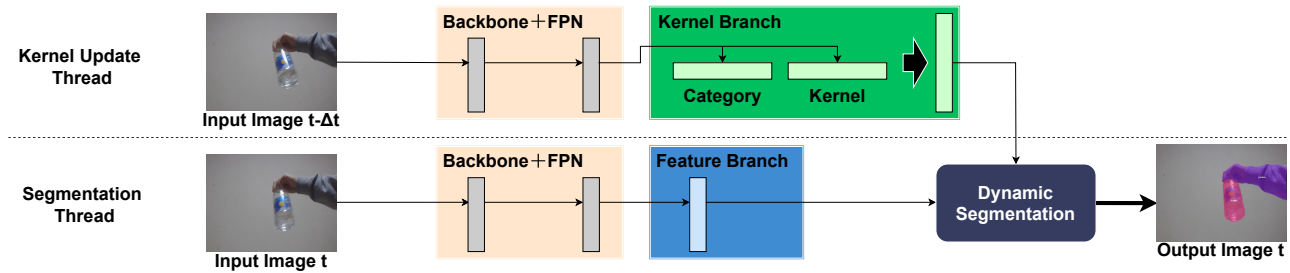 Kernel Update
Thread
Input Image t-Δt
Backbone＋FPN
Kernel Branch
Category
Kernel
Segmentation
Thread
Input Image t
Backbone＋FPN
Feature Branch
Dynamic
Segmentation
Output Image t